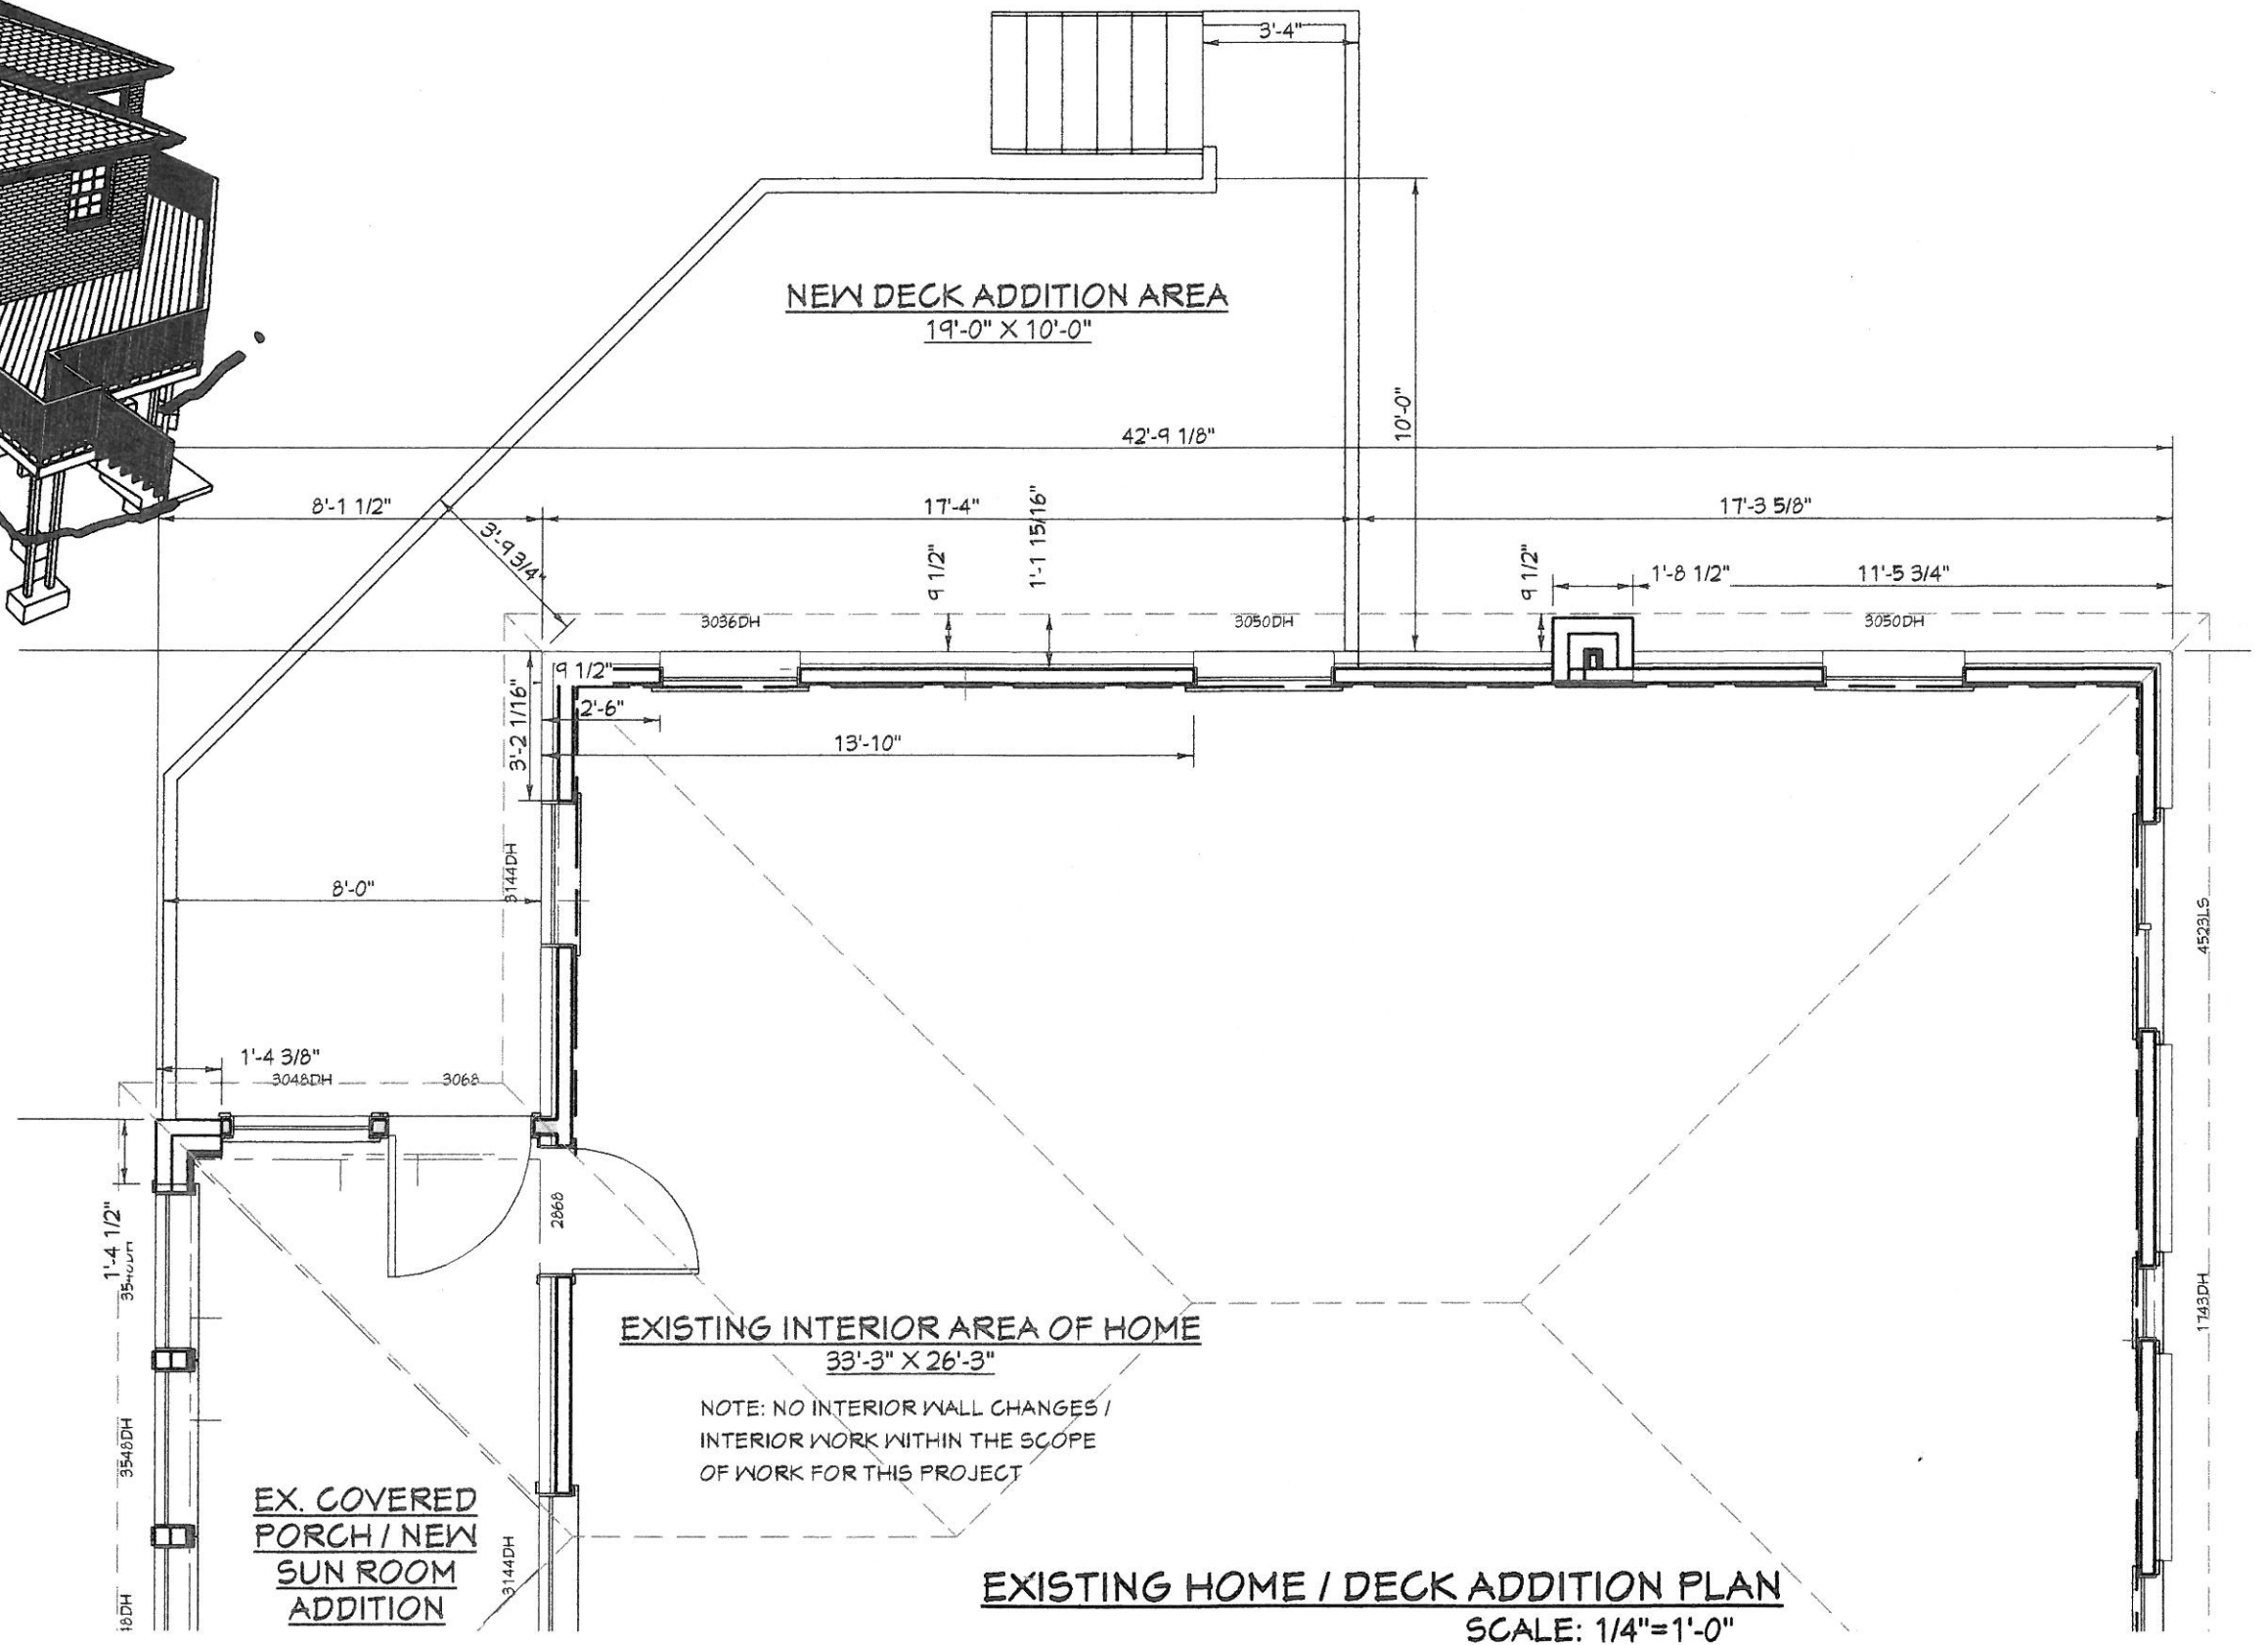 3'-4"
NEW DECK ADDITION AREA
19'-0" X 10'-0"
10'-0"
42'-9 1/8"
8'-1 1/2"
17'-4"
1'-1 15/16"
17'-3 5/8"
3'-9 3/4"
9 1/2"
9 1/2"
1'-8 1/2"
11'-5 3/4"
3036DH
3050DH
3050DH
9 1/2"
3'-2 1/16"
2'-6"
13'-10"
3144DH
8'-0"
4523LS
1'-4 3/8"
3048DH
3068
2868
1'-4 1/2"
1743DH
EXISTING INTERIOR AREA OF HOME
33'-3" X 26'-3"
NOTE: NO INTERIOR WALL CHANGES /
INTERIOR WORK WITHIN THE SCOPE
OF WORK FOR THIS PROJECT
3548DH
EX. COVERED
PORCH / NEW
SUN ROOM
ADDITION
3144DH
EXISTING HOME / DECK ADDITION PLAN
SCALE: 1/4"=1'-0"